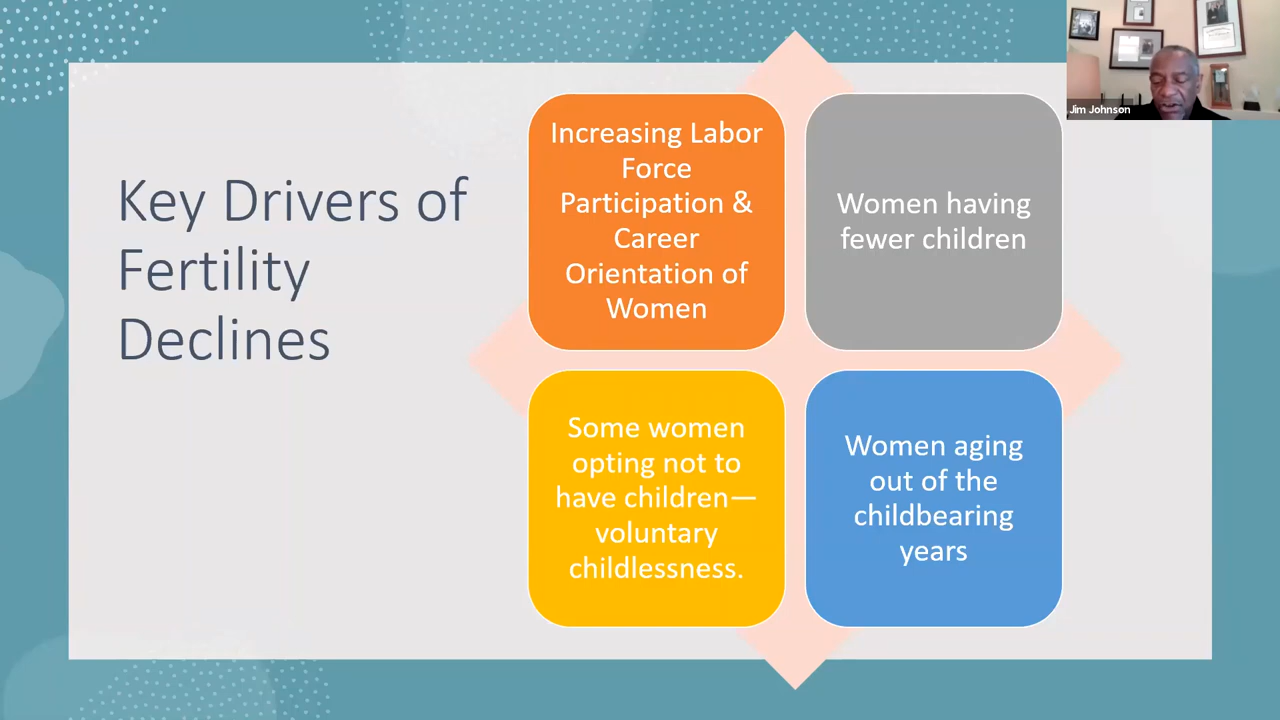 Key Drivers of
Fertility
Declines
Increasing Labor
Force
Participation &
Career
Orientation of
Women
Women having
fewer children
Some women
opting not to
have children—
voluntary
childlessness.
Women aging
out of the
childbearing
years
Jim Johnson